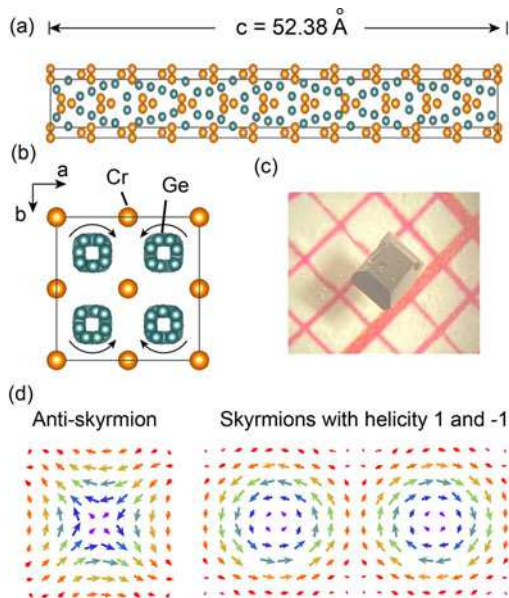 (a)
c = 52.38 Å
(b)
a
b
Cr
Ge
(c)
(d)
Anti-skyrmion
Skyrmions with helicity 1 and -1